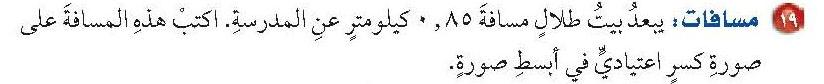 ١٩ مسافات: يبعدُ بيتُ طلالٍ مسافةَ ٨٥ , ٠ كيلومترٍ عنِ المدرسةِ. اكتبْ هذهِ المسافةَ على
صورةِ كسرٍ اعتياديٍّ في أبسطِ صورةٍ.